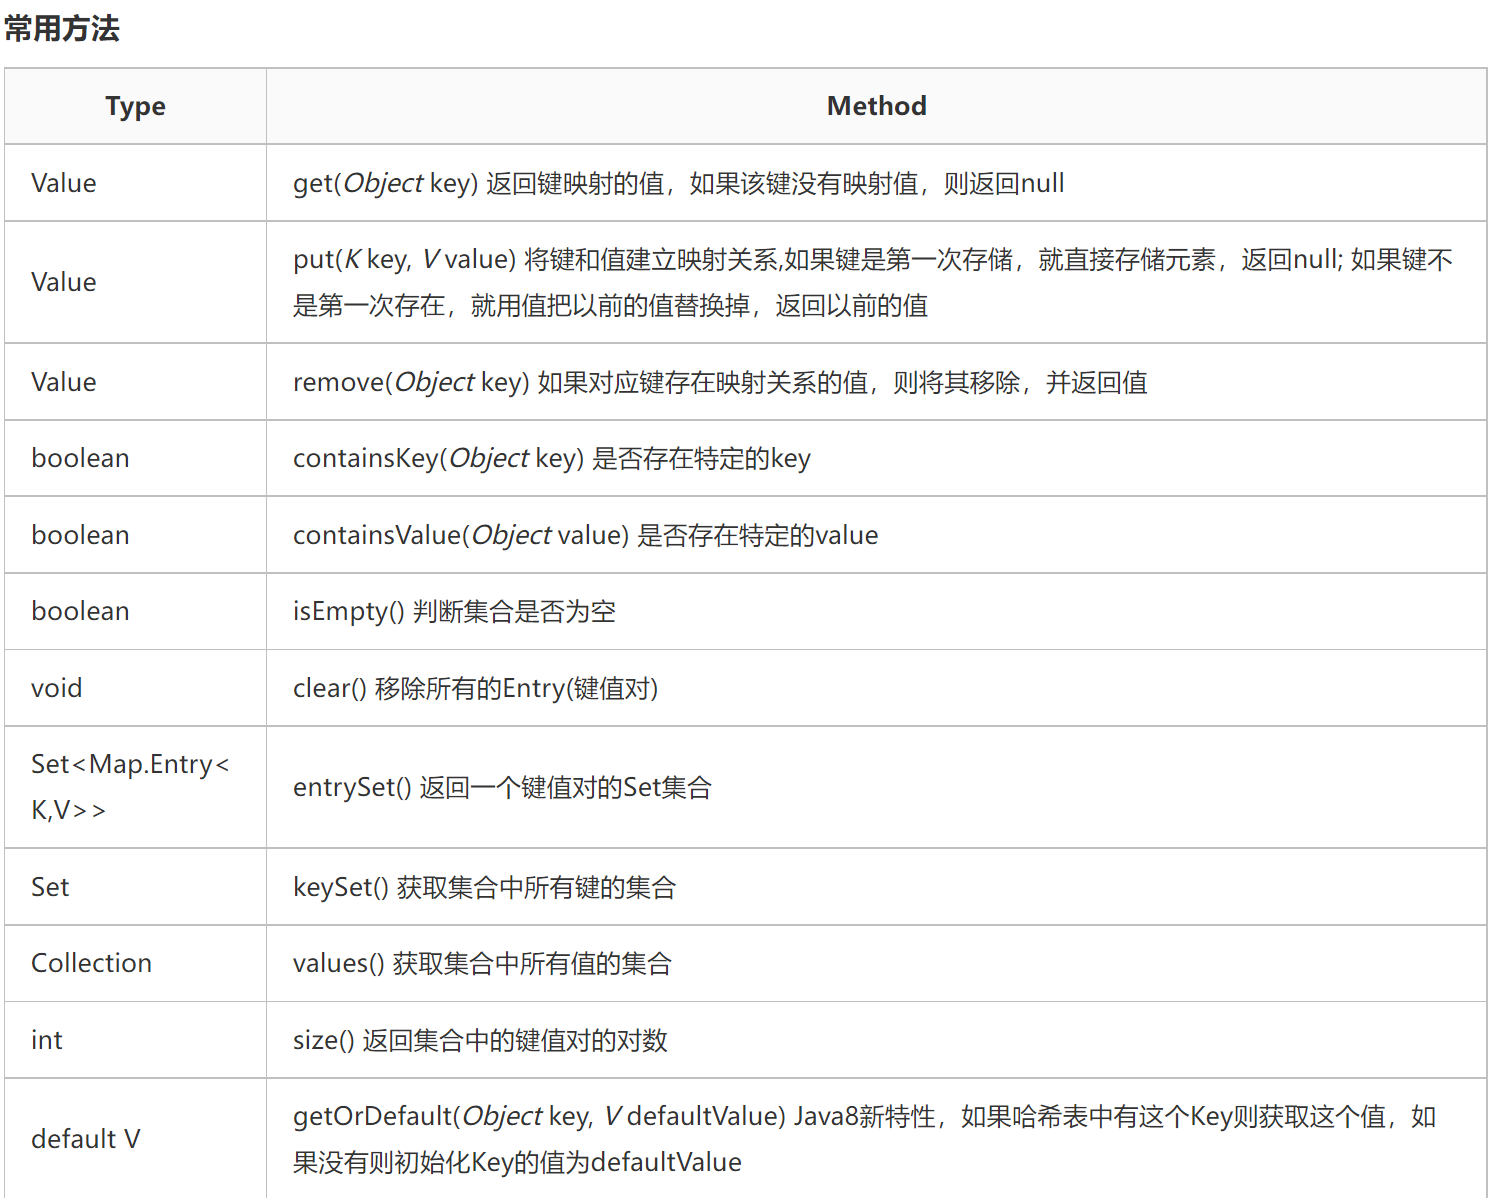 常用方法
Type
Method
Value
get(Object key) 返回键映射的值，如果该键没有映射值，则返回null
Value
put(K key, V value) 将键和值建立映射关系,如果键是第一次存储，就直接存储元素，返回null; 如果键不
是第一次存在，就用值把以前的值替换掉，返回以前的值
Value
remove(Object key) 如果对应键存在映射关系的值，则将其移除，并返回值
boolean
containsKey(Object key) 是否存在特定的key
boolean
containsValue(Object value) 是否存在特定的value
boolean
isEmpty() 判断集合是否为空
void
clear() 移除所有的Entry(键值对)
Set<Map.Entry<
K,V>>
entrySet() 返回一个键值对的Set集合
Set
keySet() 获取集合中所有键的集合
Collection
values() 获取集合中所有值的集合
int
size() 返回集合中的键值对的对数
default V
getOrDefault(Object key, V defaultValue) Java8新特性，如果哈希表中有这个Key则获取这个值，如
果没有则初始化Key的值为defaultValue